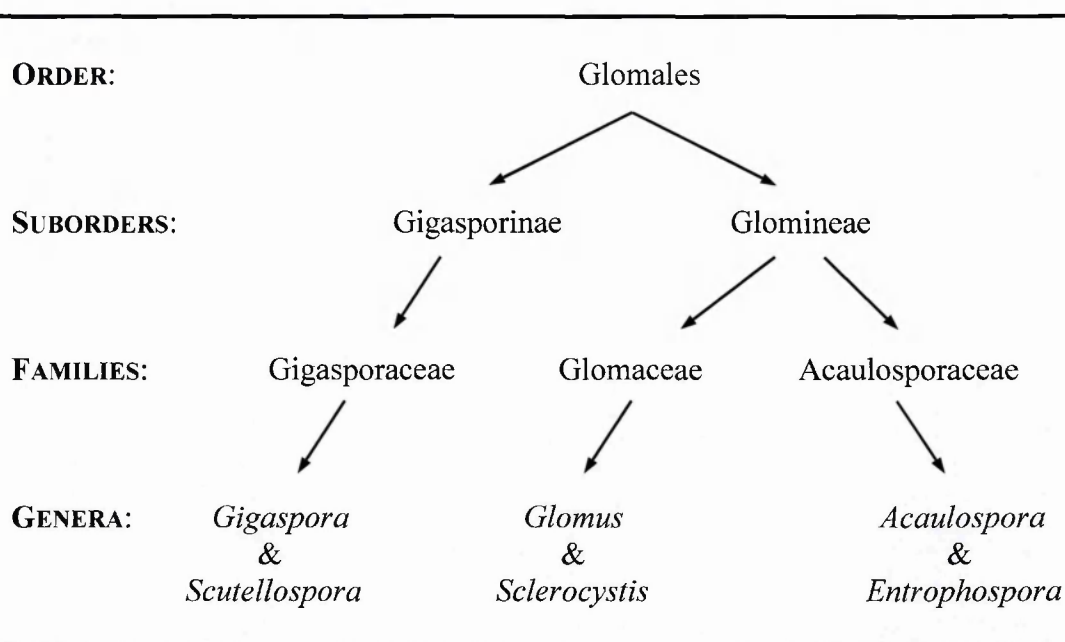 ORDER: Glomales
SUBORDERS: Gigasporinae Glomineae
FAMILIES: Gigasporaceae Glomaceae Acaulosporaceae
GENERA: Gigaspora Glomus Acaulospora
& & &
Scutellospora Sclerocystis Entrophospora